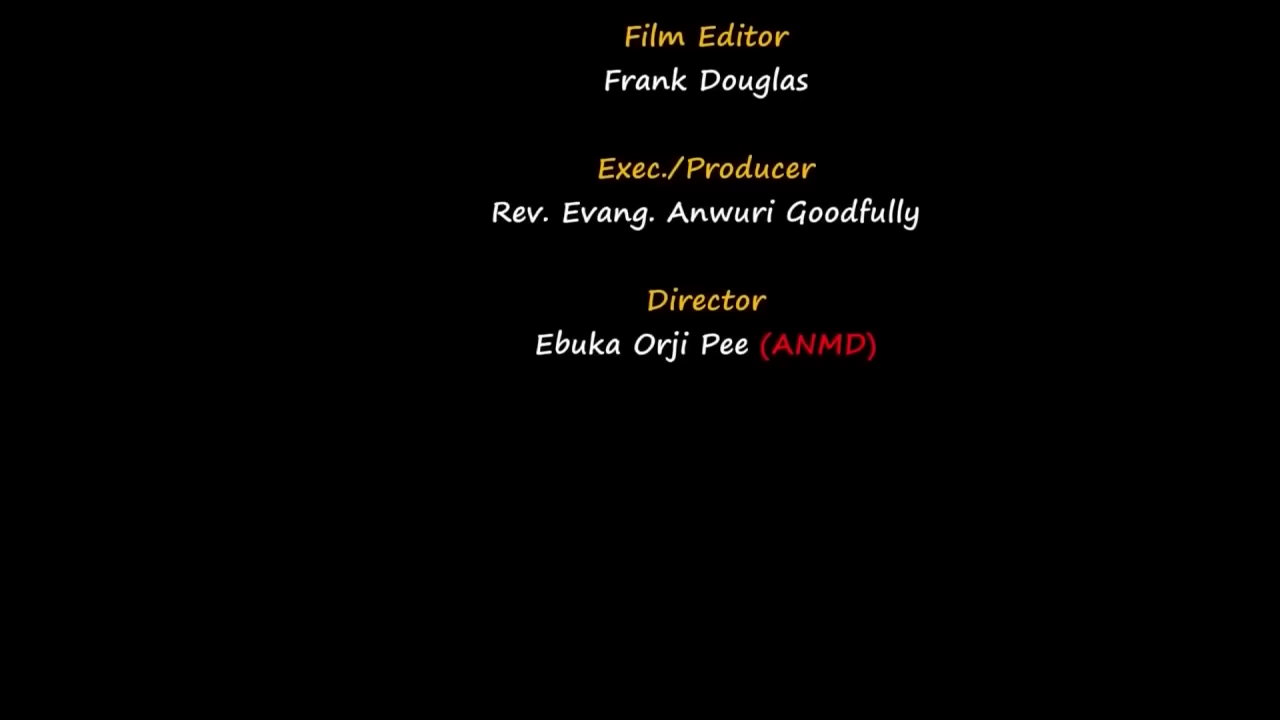 Film Editor
Frank Douglas
Exec./Producer
Rev. Evang. Anwuri Goodfully
Director
Ebuka Orji Pee (ANMD)